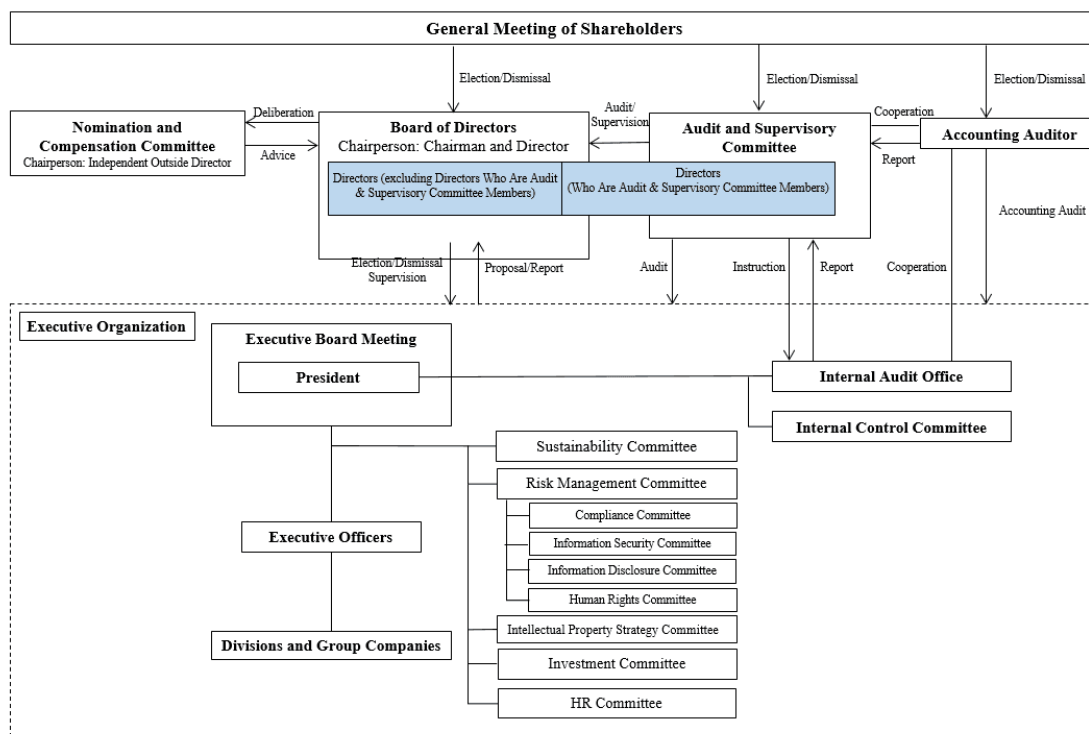 General Meeting of Shareholders
Election/Dismissal
Election/Dismissal
Election/Dismissal
Nomination and
Compensation Committee
Chairperson: Independent Outside Director
Deliberation
Advice
Board of Directors
Chairperson: Chairman and Director
Audit/
Supervision
Audit and Supervisory
Committee
Cooperation
Report
Accounting Auditor
Directors (excluding Directors Who Are Audit
& Supervisory Committee Members)
Directors
(Who Are Audit & Supervisory Committee Members)
Accounting Audit
Election/Dismissal
Supervision
Proposal/Report
Audit
Instruction
Report
Cooperation
Executive Organization
Executive Board Meeting
President
Internal Audit Office
Internal Control Committee
Sustainability Committee
Risk Management Committee
Compliance Committee
Information Security Committee
Information Disclosure Committee
Human Rights Committee
Executive Officers
Intellectual Property Strategy Committee
Divisions and Group Companies
Investment Committee
HR Committee